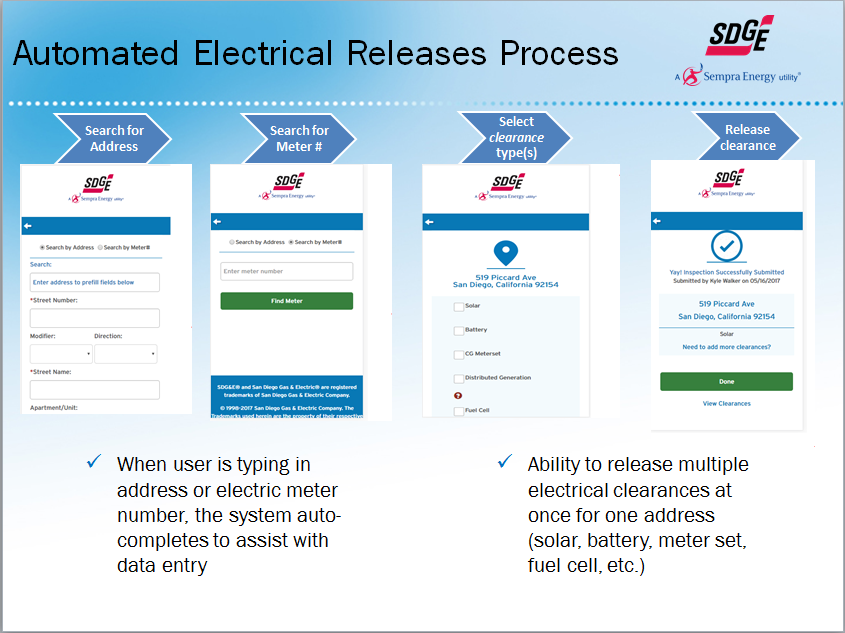 Automated Electrical Releases Process
SDGE
A Sempra Energy utility®
Search for
Address
Search for
Meter #
Select
clearance
type(s)
Release
clearance
SDGE
A Sempra Energy utility®
Search by Address Search by Meter#
Search:
Enter address to prefill fields below
*Street Number:
Modifier: Direction:
*Street Name:
Apartment/Unit:
SDGE
A Sempra Energy utility®
Search by Address Search by Meter#
Enter meter number
Find Meter
SDG&E® and San Diego Gas & Electric® are registered
trademarks of San Diego Gas & Electric Company.
© 1998-2017 San Diego Gas & Electric Company. The
Trademarks used herein are the property of their respective
SDGE
A Sempra Energy utility®
519 Piccard Ave
San Diego, California 92154
Solar
Battery
CG Meterset
Distributed Generation
?
Fuel Cell
SDGE
A Sempra Energy utility®
Yay! Inspection Successfully Submitted
Submitted by Kyle Walker on 05/16/2017
519 Piccard Ave
San Diego, California 92154
Solar
Need to add more clearances?
Done
View Clearances
When user is typing in
address or electric meter
number, the system auto-
completes to assist with
data entry
Ability to release multiple
electrical clearances at
once for one address
(solar, battery, meter set,
fuel cell, etc.)